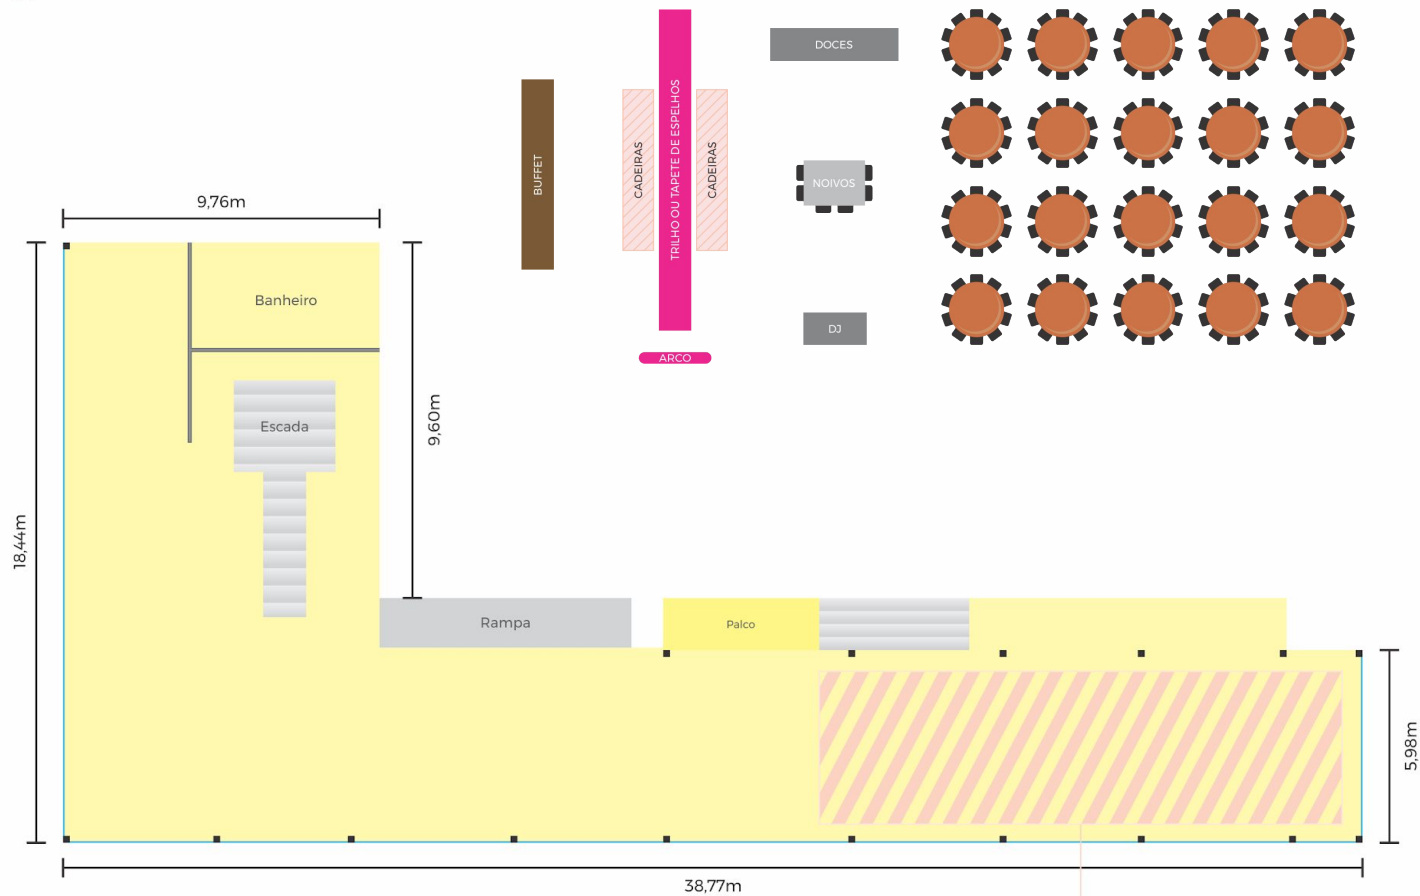 DOCES
BUFFET
CADEIRAS
TRILHO OU TAPETE DE ESPELHOS
CADEIRAS
NOIVOS
DJ
ARCO
9,76m
Banheiro
9,60m
Escada
18,44m
Rampa
Palco
5,98m
38,77m